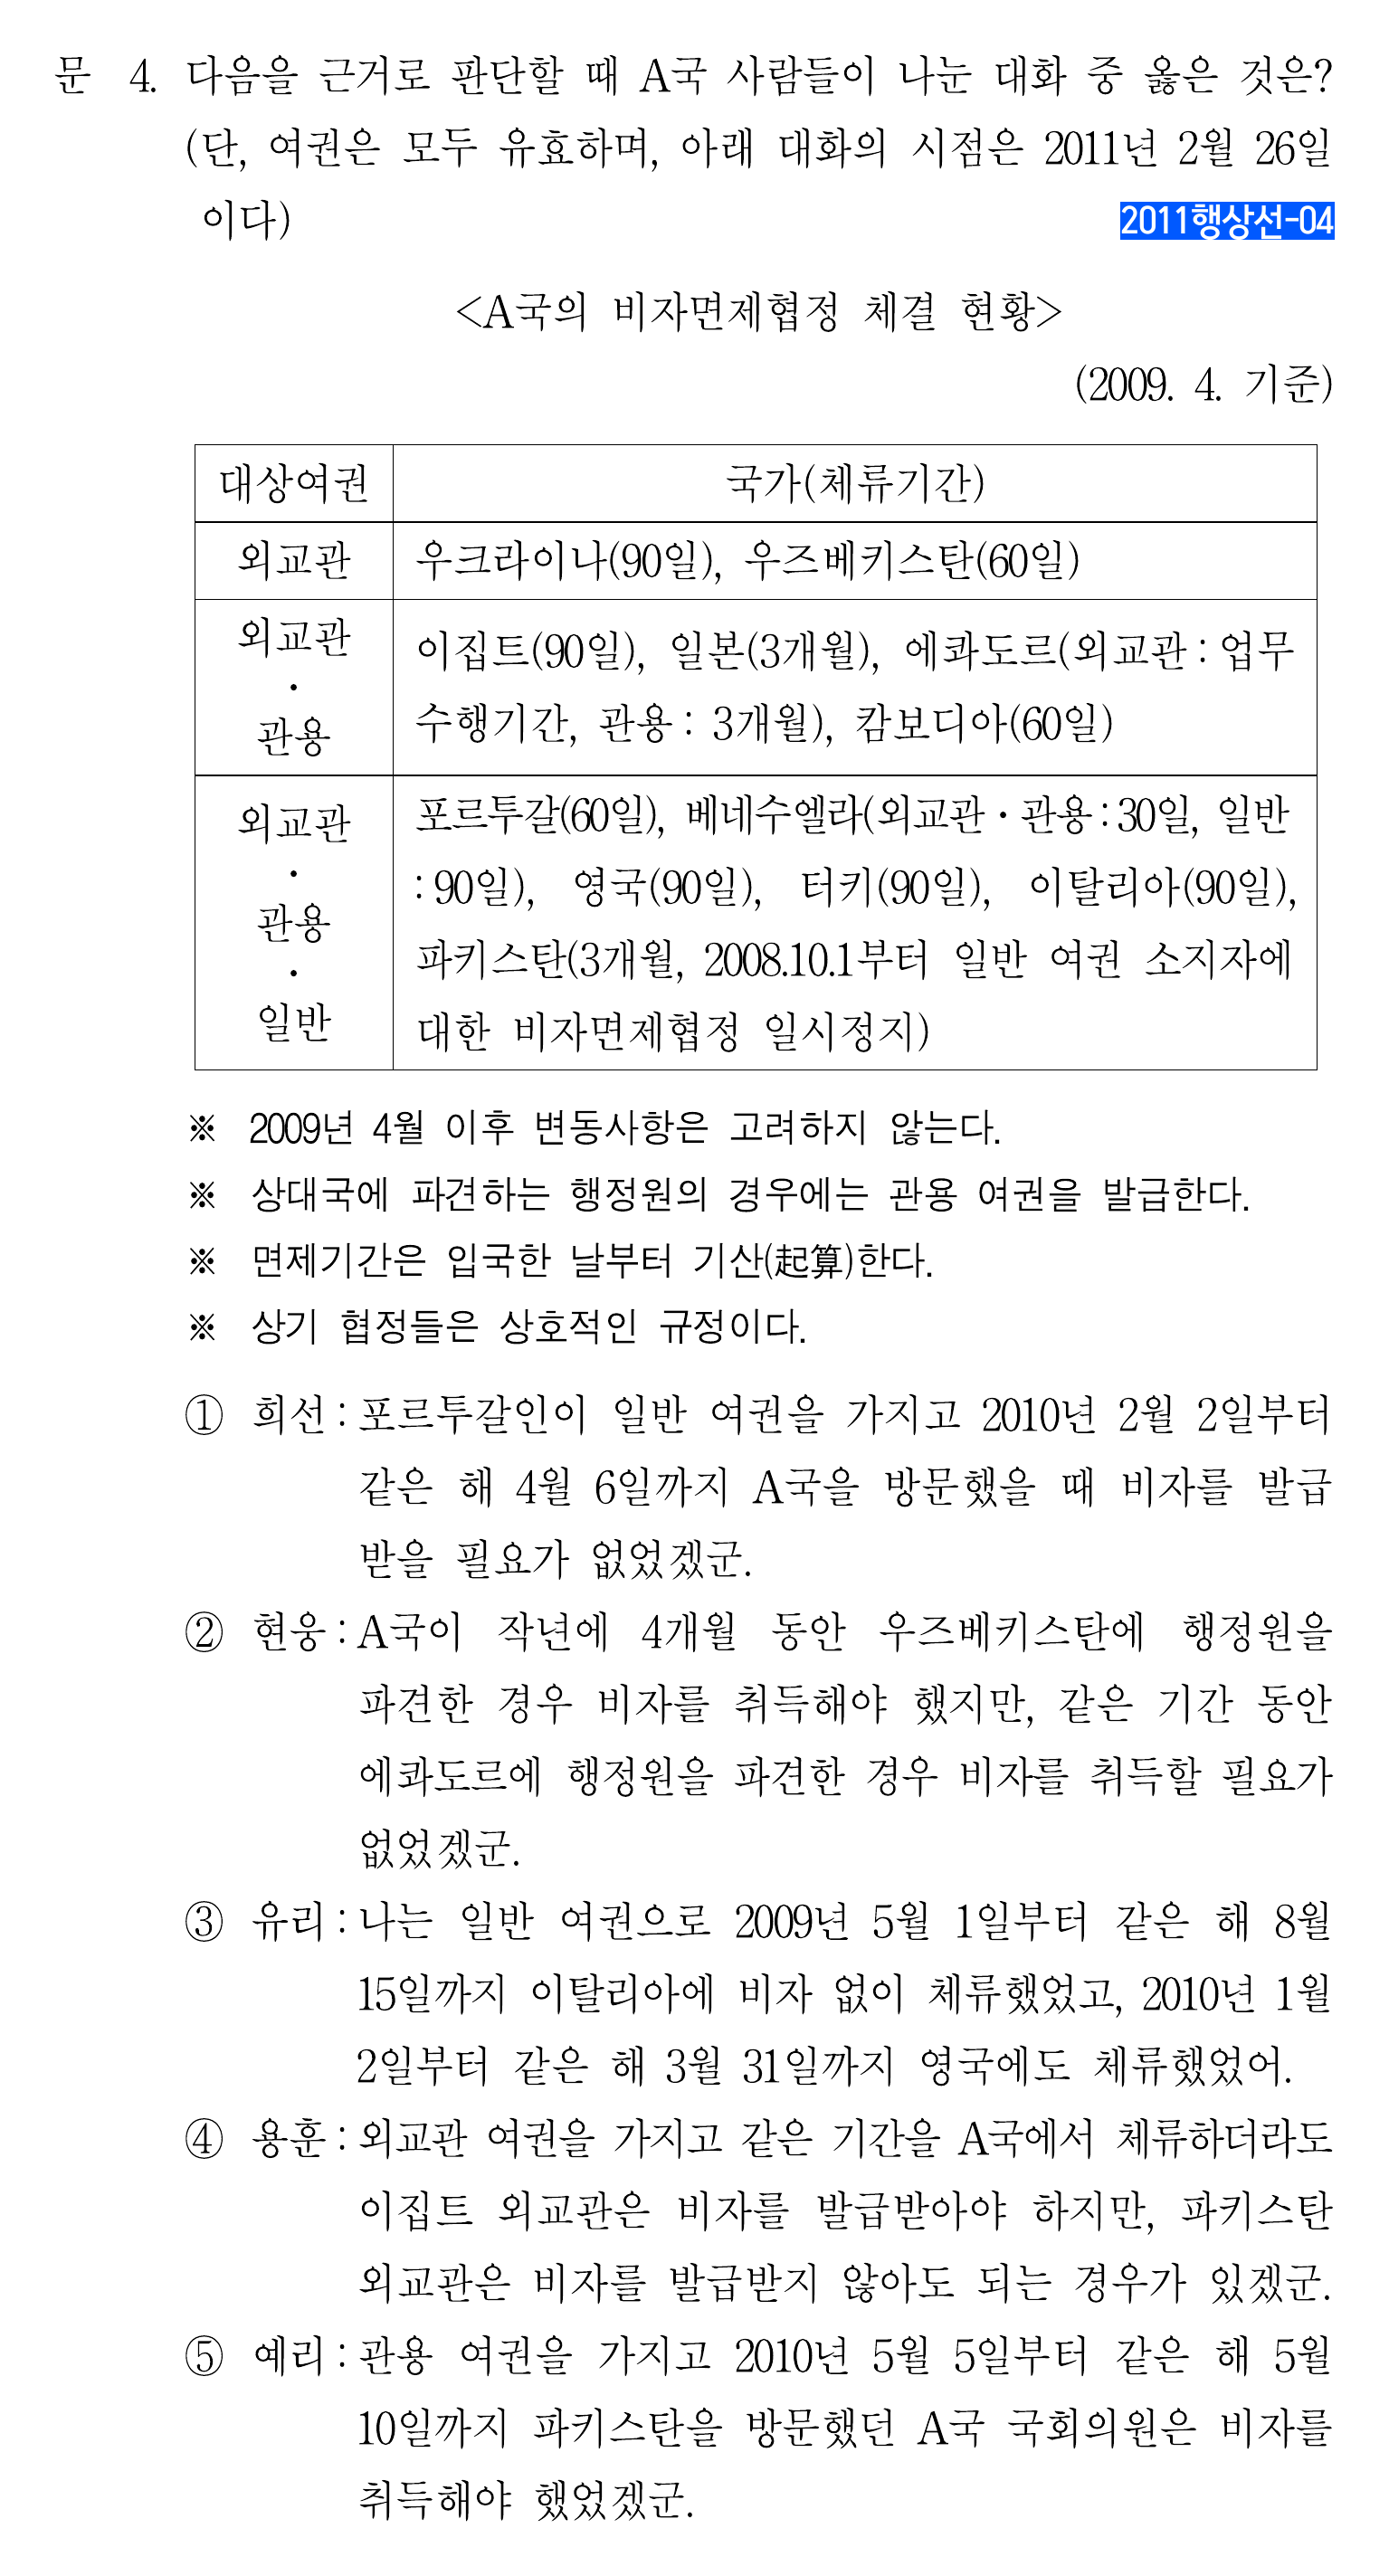 문 4. 다음을 근거로 판단할 때 A국 사람들이 나눈 대화 중 옳은 것은?
(단, 여권은 모두 유효하며, 아래 대화의 시점은 2011년 2월 26일
이다)
2011행상선-04
<A국의 비자면제협정 체결 현황>
(2009. 4. 기준)
대상여권 국가(체류기간)
외교관 우크라이나(90일), 우즈베키스탄(60일)
외교관
·
관용
이집트(90일), 일본(3개월), 에콰도르(외교관 : 업무
수행기간, 관용 : 3개월), 캄보디아(60일)
외교관
·
관용
·
일반
포르투갈(60일), 베네수엘라(외교관 · 관용 : 30일, 일반
: 90일), 영국(90일), 터키(90일), 이탈리아(90일),
파키스탄(3개월, 2008.10.1부터 일반 여권 소지자에
대한 비자면제협정 일시정지)
※ 2009년 4월 이후 변동사항은 고려하지 않는다.
※ 상대국에 파견하는 행정원의 경우에는 관용 여권을 발급한다.
※ 면제기간은 입국한 날부터 기산(起算)한다.
※ 상기 협정들은 상호적인 규정이다.
① 희선 : 포르투갈인이 일반 여권을 가지고 2010년 2월 2일부터
같은 해 4월 6일까지 A국을 방문했을 때 비자를 발급
받을 필요가 없었겠군.
② 현웅 : A국이 작년에 4개월 동안 우즈베키스탄에 행정원을
파견한 경우 비자를 취득해야 했지만, 같은 기간 동안
에콰도르에 행정원을 파견한 경우 비자를 취득할 필요가
없었겠군.
③ 유리 : 나는 일반 여권으로 2009년 5월 1일부터 같은 해 8월
15일까지 이탈리아에 비자 없이 체류했었고, 2010년 1월
2일부터 같은 해 3월 31일까지 영국에도 체류했었어.
④ 용훈 : 외교관 여권을 가지고 같은 기간을 A국에서 체류하더라도
이집트 외교관은 비자를 발급받아야 하지만, 파키스탄
외교관은 비자를 발급받지 않아도 되는 경우가 있겠군.
⑤ 예리 : 관용 여권을 가지고 2010년 5월 5일부터 같은 해 5월
10일까지 파키스탄을 방문했던 A국 국회의원은 비자를
취득해야 했었겠군.